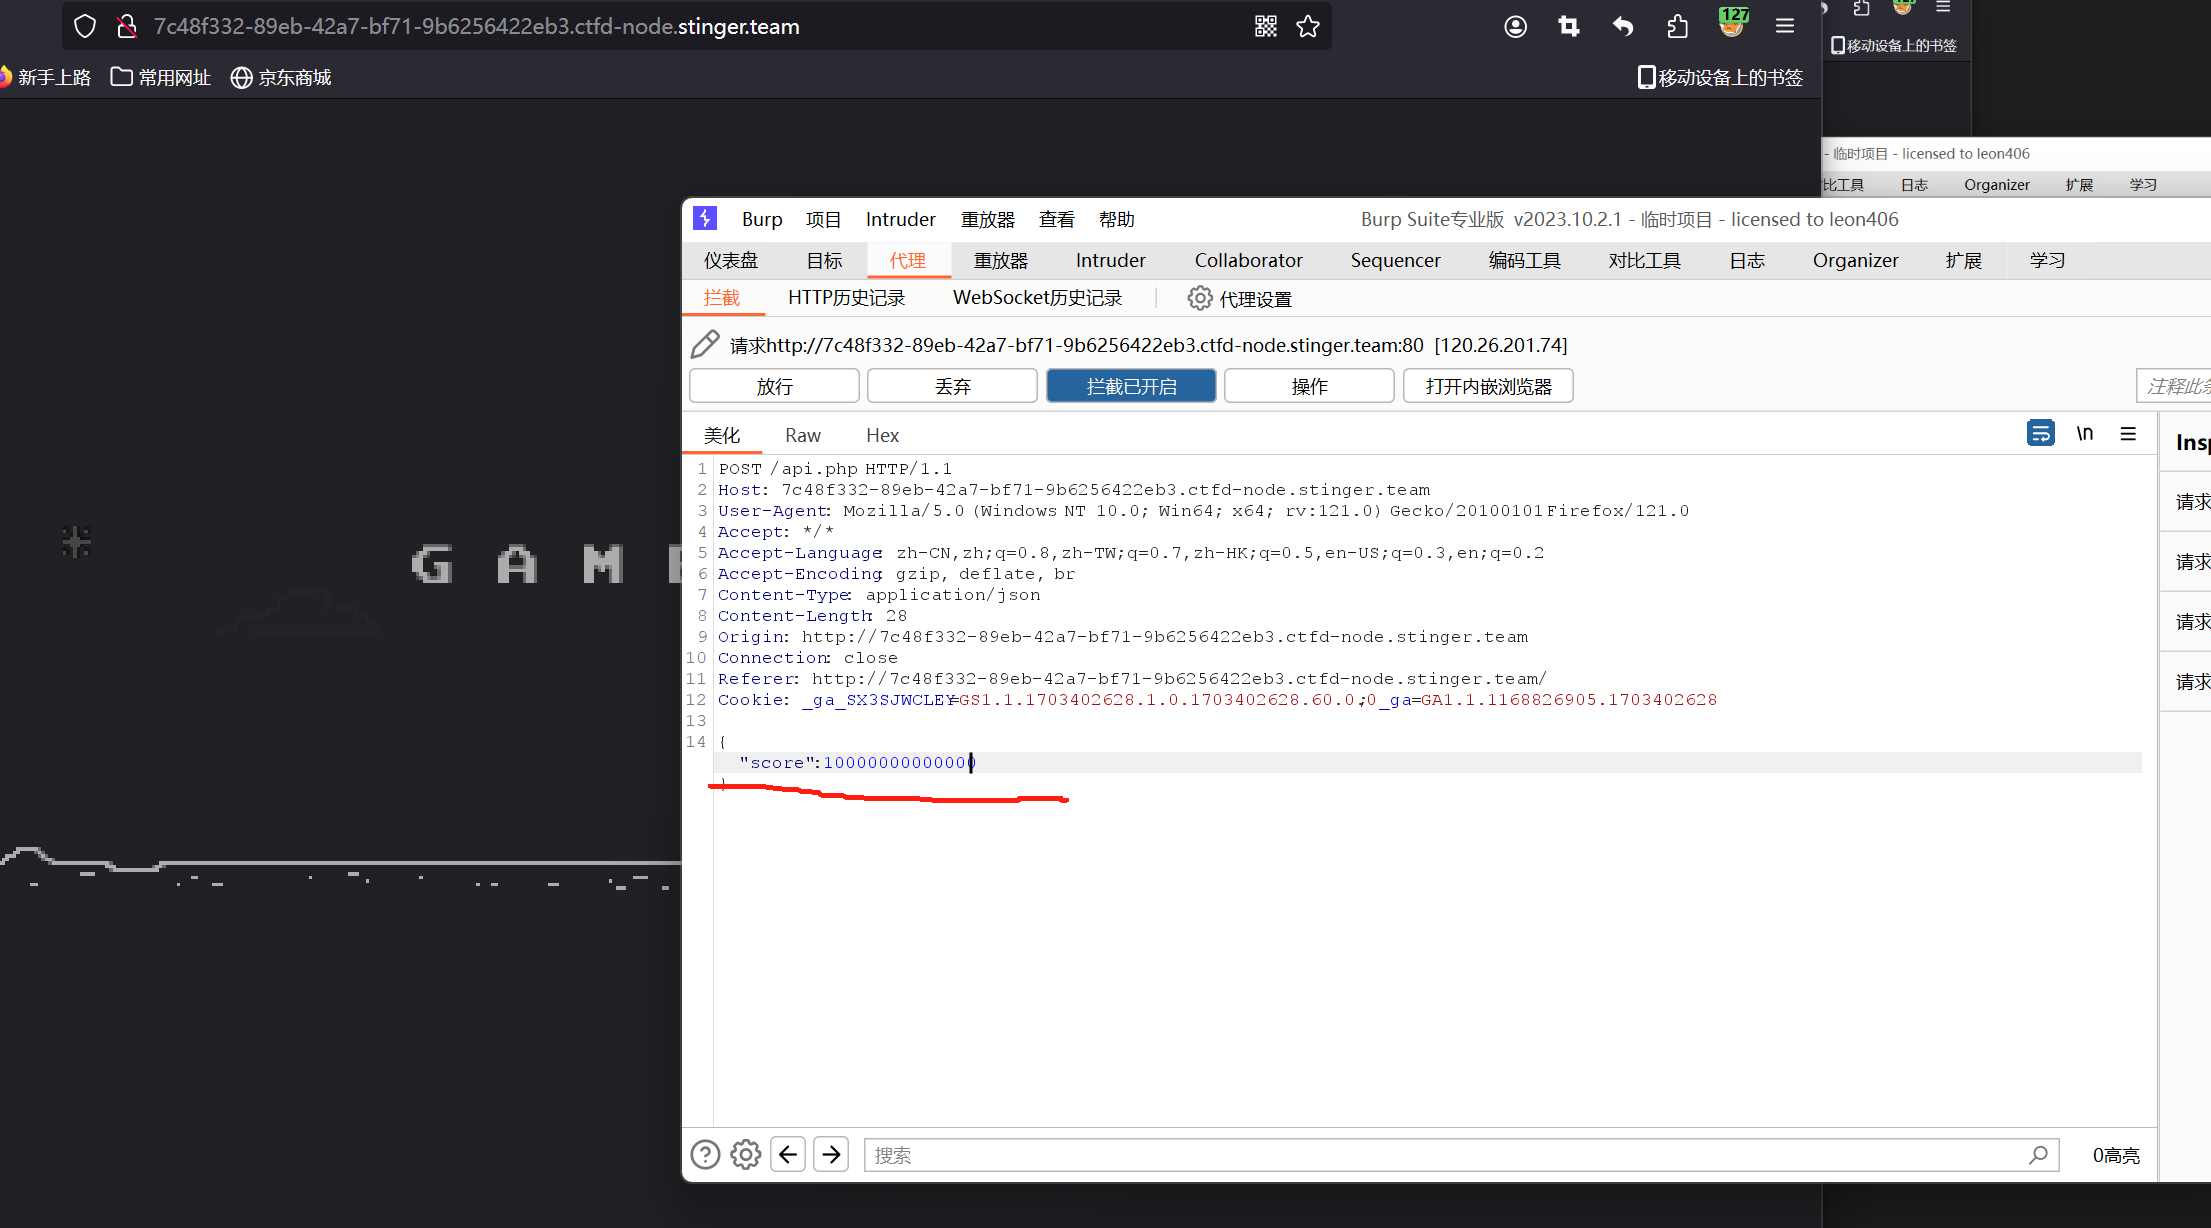 7c48f332-89eb-42a7-bf71-9b6256422eb3.ctfd-node.stinger.team
127
新手上路 常用网址 京东商城 移动设备上的书签
移动设备上的书签
- 临时项目 - licensed to leon406
比工具 日志 Organizer 扩展 学习
Burp 项目 Intruder 重放器 查看 帮助 Burp Suite专业版 v2023.10.2.1 - 临时项目 - licensed to leon406
仪表盘 目标 代理 重放器 Intruder Collaborator Sequencer 编码工具 对比工具 日志 Organizer 扩展 学习
拦截 HTTP历史记录 WebSocket历史记录 代理设置
请求http://7c48f332-89eb-42a7-bf71-9b6256422eb3.ctfd-node.stinger.team:80 [120.26.201.74]
放行 丢弃 拦截已开启 操作 打开内嵌浏览器 注释此
美化 Raw Hex \n
Insp
请求
请求
请求
请求
GAME
1 POST /api.php HTTP/1.1
2 Host: 7c48f332-89eb-42a7-bf71-9b6256422eb3.ctfd-node.stinger.team
3 User-Agent: Mozilla/5.0 (Windows NT 10.0; Win64; x64; rv:121.0) Gecko/20100101 Firefox/121.0
4 Accept: */*
5 Accept-Language: zh-CN,zh;q=0.8,zh-TW;q=0.7,zh-HK;q=0.5,en-US;q=0.3,en;q=0.2
6 Accept-Encoding: gzip, deflate, br
7 Content-Type: application/json
8 Content-Length: 28
9 Origin: http://7c48f332-89eb-42a7-bf71-9b6256422eb3.ctfd-node.stinger.team
10 Connection: close
11 Referer: http://7c48f332-89eb-42a7-bf71-9b6256422eb3.ctfd-node.stinger.team/
12 Cookie: _ga_SX3SJWCLEY=GS1.1.1703402628.1.0.1703402628.60.0.0; _ga=GA1.1.1168826905.1703402628
13
14 {
"score":100000000000000
}
搜索 0高亮